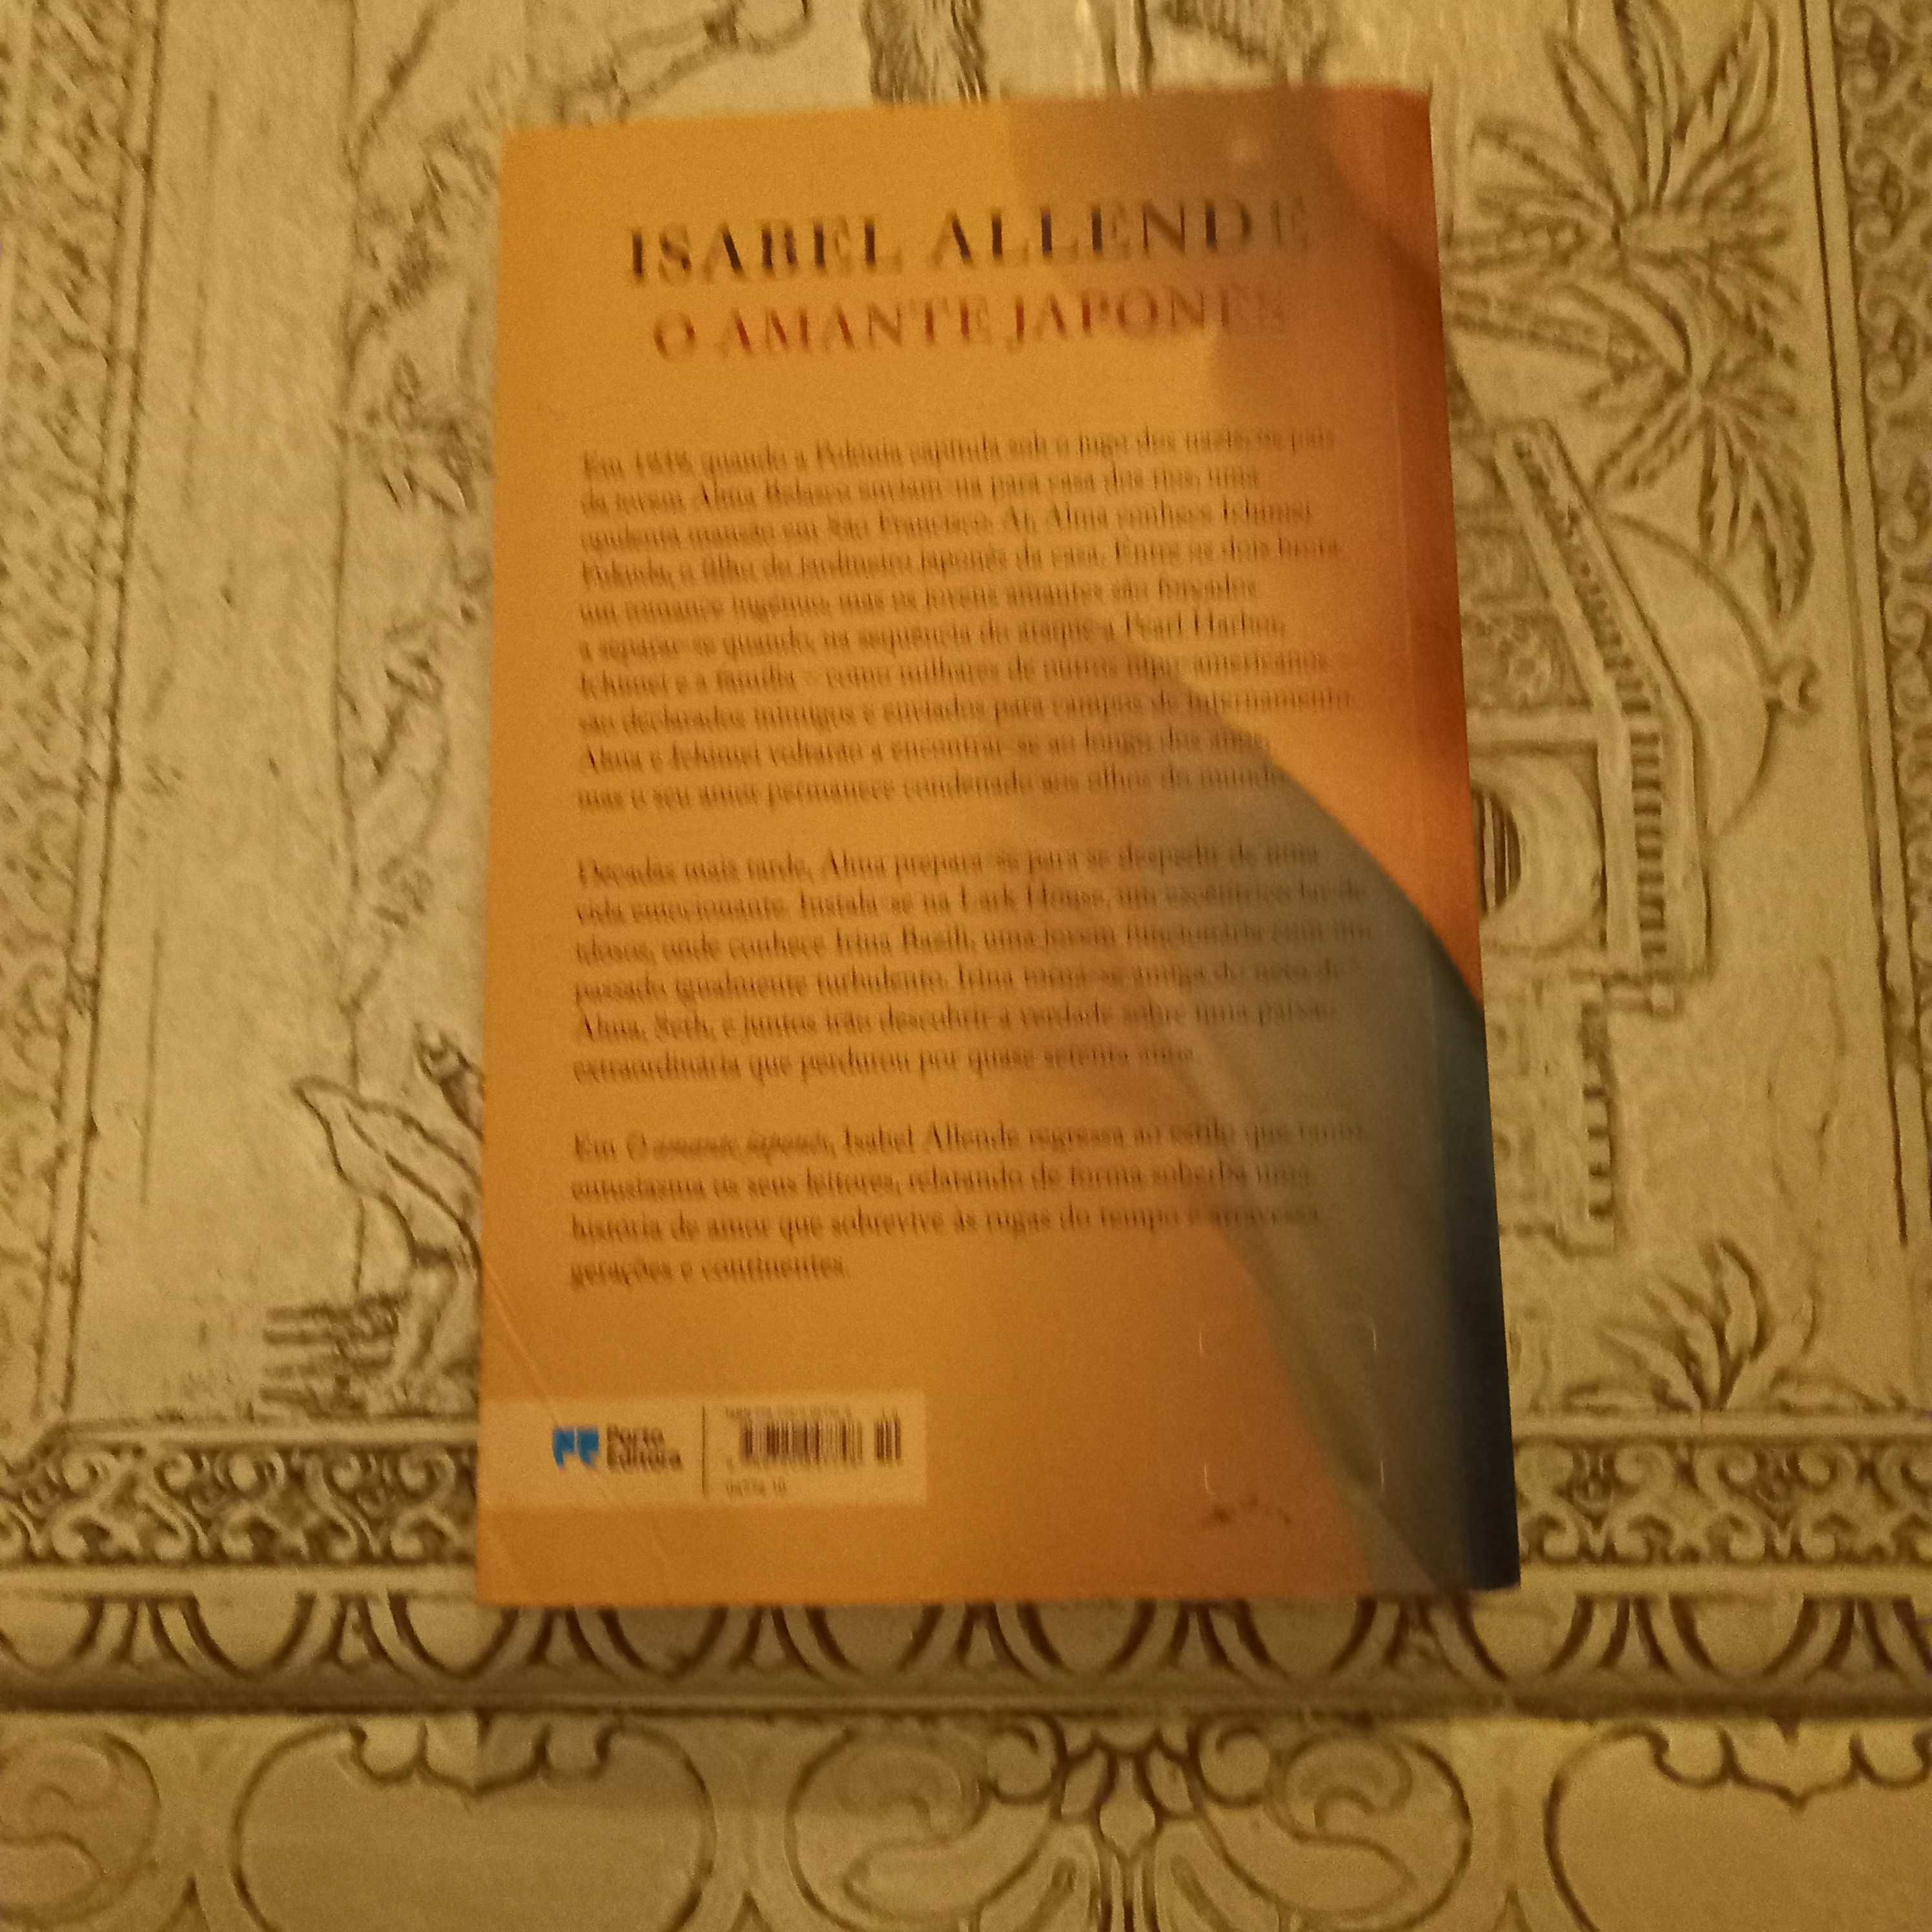 ISABEL ALLENDE
O AMANTE JAPONÊS
Em quando a Polónia capitula sob o jugo dos nazis, os pais
da jovem Alma Belasco enviam-na para casa dos tios, uma
opulenta mansão em São Francisco. Aí, Alma conhece Ichimei
Fukuda, o filho do jardineiro japonês da casa. Entre os dois brota
um romance ingénuo, mas os jovens amantes são forçados
a separar-se quando, na sequência do ataque a Pearl Harbor,
Ichimei e a família – como milhares de outros nipo-americanos –
são declarados inimigos e enviados para campos de internamento.
Alma e Ichimei voltarão a encontrar-se ao longo dos anos,
mas o seu amor permanece condenado aos olhos do mundo.
Décadas mais tarde, Alma prepara-se para se despedir de uma
vida emocionante. Instala-se na Lark House, um excêntrico lar de
idosos, onde conhece Irina Bazili, uma jovem funcionária com um
passado igualmente turbulento. Irina torna-se amiga do neto de
Alma, Seth, e juntos irão descobrir a verdade sobre uma paixão
extraordinária que perdurou por quase setenta anos.
Em O amante japonês, Isabel Allende regressa ao estilo que tanto
entusiasma os seus leitores, relatando de forma soberba uma
história de amor que sobrevive às rugas do tempo e atravessa
gerações e continentes.
Porto
Editora